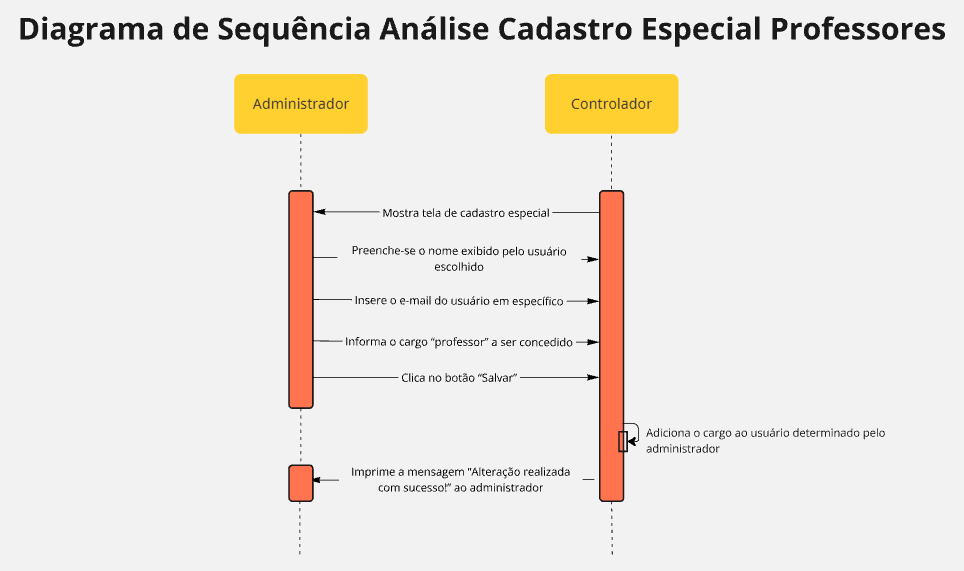 Diagrama de Sequência Análise Cadastro Especial Professores
Administrador
Controlador
Mostra tela de cadastro especial
Preenche-se o nome exibido pelo usuário
escolhido
Insere o e-mail do usuário em específico
Informa o cargo “professor” a ser concedido
Clica no botão “Salvar”
Adiciona o cargo ao usuário determinado pelo
administrador
Imprime a mensagem “Alteração realizada
com sucesso!” ao administrador